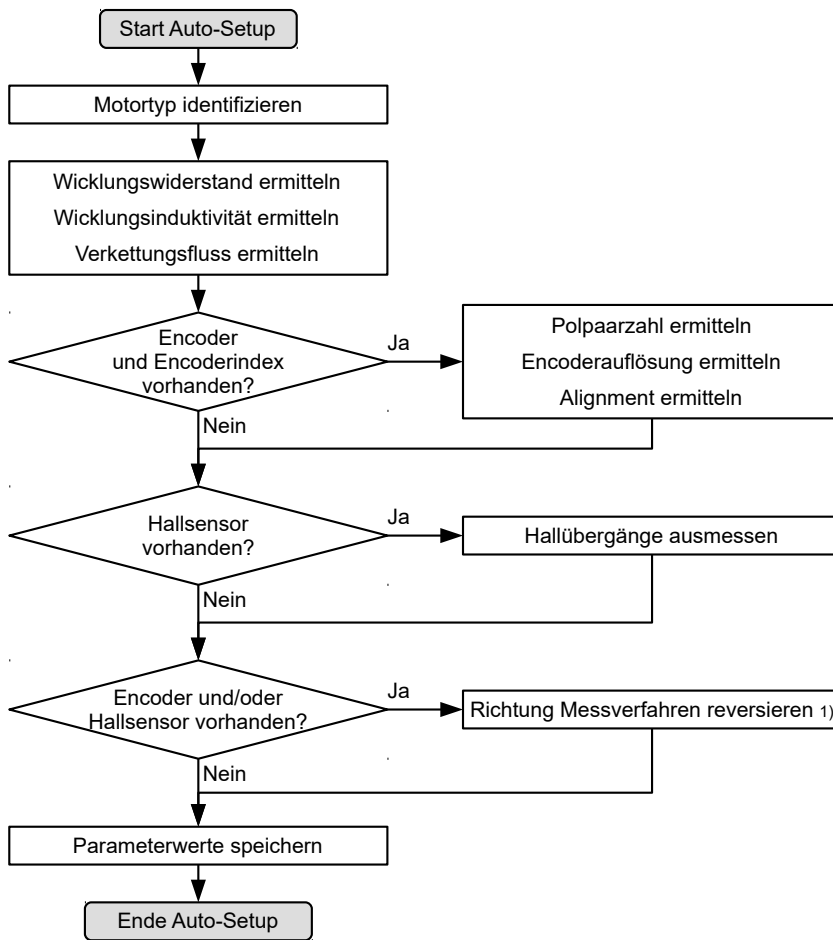 Start Auto-Setup
Motortyp identifizieren
Wicklungswiderstand ermitteln
Wicklungsinduktivität ermitteln
Verkettungsfluss ermitteln
Encoder
und Encoderindex
vorhanden?
Ja
Polpaarzahl ermitteln
Encoderauflösung ermitteln
Alignment ermitteln
Nein
Hallsensor
vorhanden?
Ja
Hallübergänge ausmessen
Nein
Encoder und/oder
Hallsensor vorhanden?
Ja
Richtung Messverfahren reversieren 1)
Nein
Parameterwerte speichern
Ende Auto-Setup